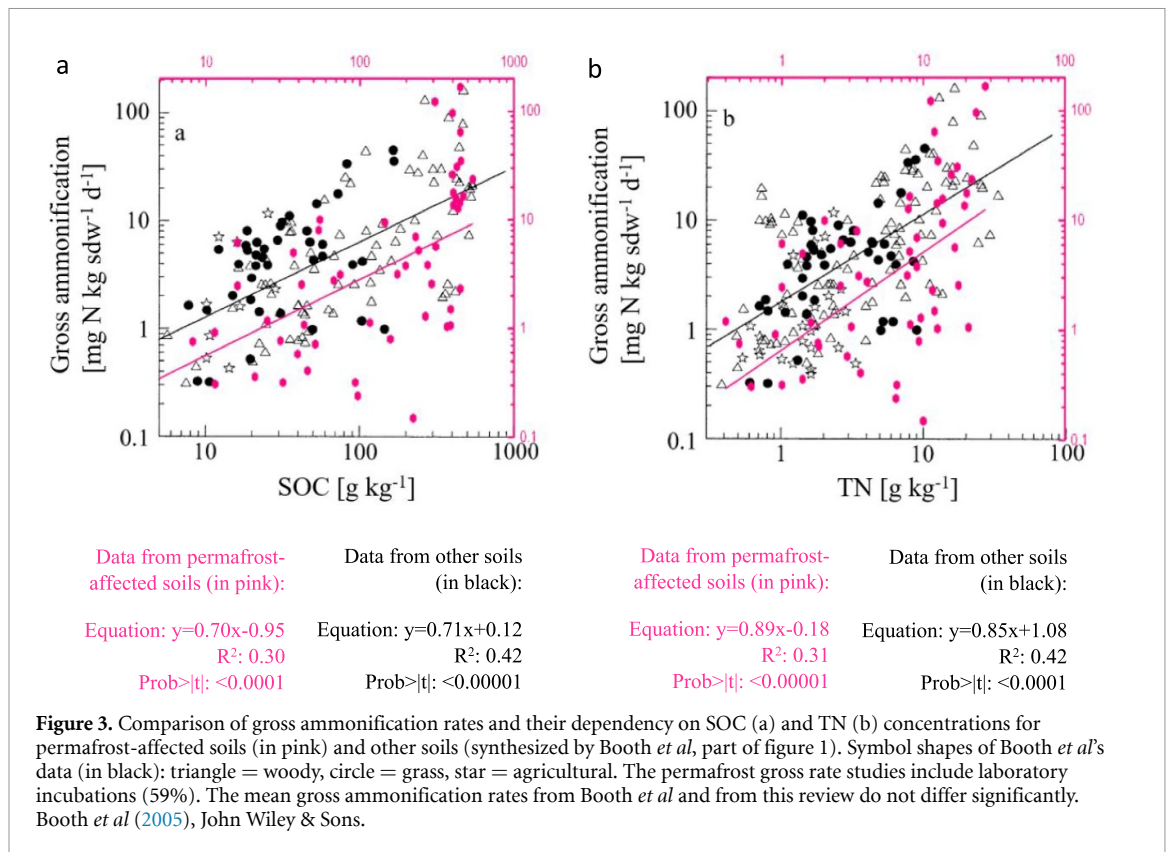 a
10 100 1000
100
10
1
0.1
a
100
10
1
0.1
Gross ammonification
[mg N kg sdw⁻¹ d⁻¹]
10 100 1000
SOC [g kg⁻¹]
b
1 10 100
100
10
1
0.1
b
100
10
1
0.1
Gross ammonification
[mg N kg sdw⁻¹ d⁻¹]
1 10 100
TN [g kg⁻¹]
Data from permafrost-
affected soils (in pink):
Equation: y=0.70x-0.95
R²: 0.30
Prob>|t|: <0.0001
Data from other soils
(in black):
Equation: y=0.71x+0.12
R²: 0.42
Prob>|t|: <0.00001
Data from permafrost-
affected soils (in pink):
Equation: y=0.89x-0.18
R²: 0.31
Prob>|t|: <0.00001
Data from other soils
(in black):
Equation: y=0.85x+1.08
R²: 0.42
Prob>|t|: <0.0001
Figure 3. Comparison of gross ammonification rates and their dependency on SOC (a) and TN (b) concentrations for
permafrost-affected soils (in pink) and other soils (synthesized by Booth et al, part of figure 1). Symbol shapes of Booth et al's
data (in black): triangle = woody, circle = grass, star = agricultural. The permafrost gross rate studies include laboratory
incubations (59%). The mean gross ammonification rates from Booth et al and from this review do not differ significantly.
Booth et al (2005), John Wiley & Sons.